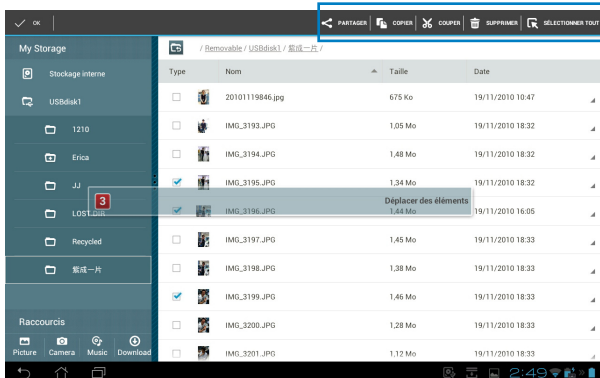 OK PARTAGER COPIER COUPER SUPPRIMER SÉLECTIONNER TOUT
My Storage
/ Removable / USBdisk1 / 紫成一片 /
Stockage interne
USBdisk1
1210
Erica
JJ
LOST.DIR
Recycled
紫成一片
Type Nom Taille Date
20101119846.jpg 675 Ko 19/11/2010 10:47
IMG_3193.JPG 1,05 Mo 19/11/2010 18:32
IMG_3194.JPG 1,48 Mo 19/11/2010 18:32
IMG_3195.JPG 1,34 Mo 19/11/2010 18:32
3 Déplacer des éléments
IMG_3196.JPG 1,44 Mo 19/11/2010 16:05
IMG_3197.JPG 1,45 Mo 19/11/2010 18:33
IMG_3198.JPG 1,38 Mo 19/11/2010 18:33
IMG_3199.JPG 1,46 Mo 19/11/2010 18:33
IMG_3200.JPG 1,28 Mo 19/11/2010 18:33
IMG_3201.JPG 1,12 Mo 19/11/2010 18:33
Raccourcis
Picture Camera Music Download
2:49